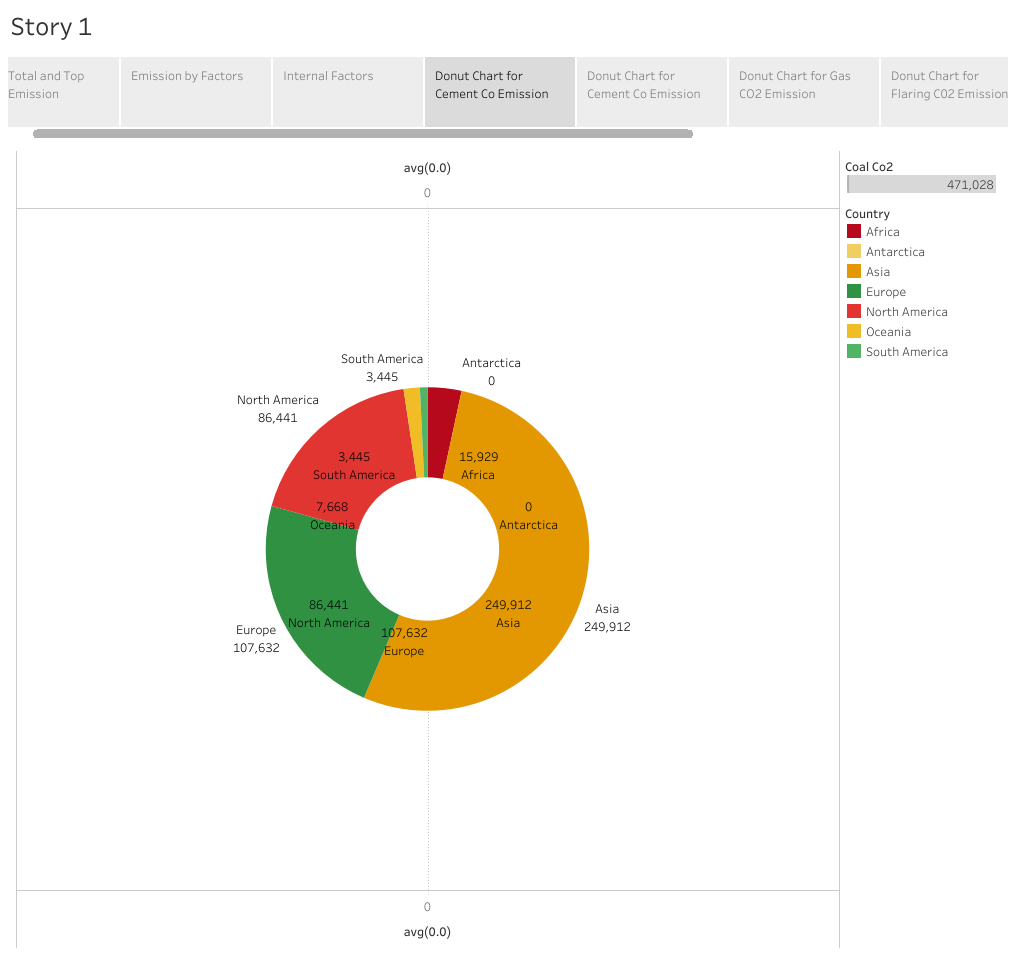 Story 1
Total and Top
Emission
Emission by Factors
Internal Factors
Donut Chart for
Cement Co Emission
Donut Chart for
Cement Co Emission
Donut Chart for Gas
CO2 Emission
Donut Chart for
Flaring C02 Emission
avg(0.0)
0
South America
3,445
Antarctica
0
North America
86,441
3,445
South America
15,929
Africa
7,668
Oceania
0
Antarctica
86,441
North America
249,912
Asia
107,632
Europe
Asia
249,912
Europe
107,632
0
avg(0.0)
Coal Co2
471,028
Country
Africa
Antarctica
Asia
Europe
North America
Oceania
South America